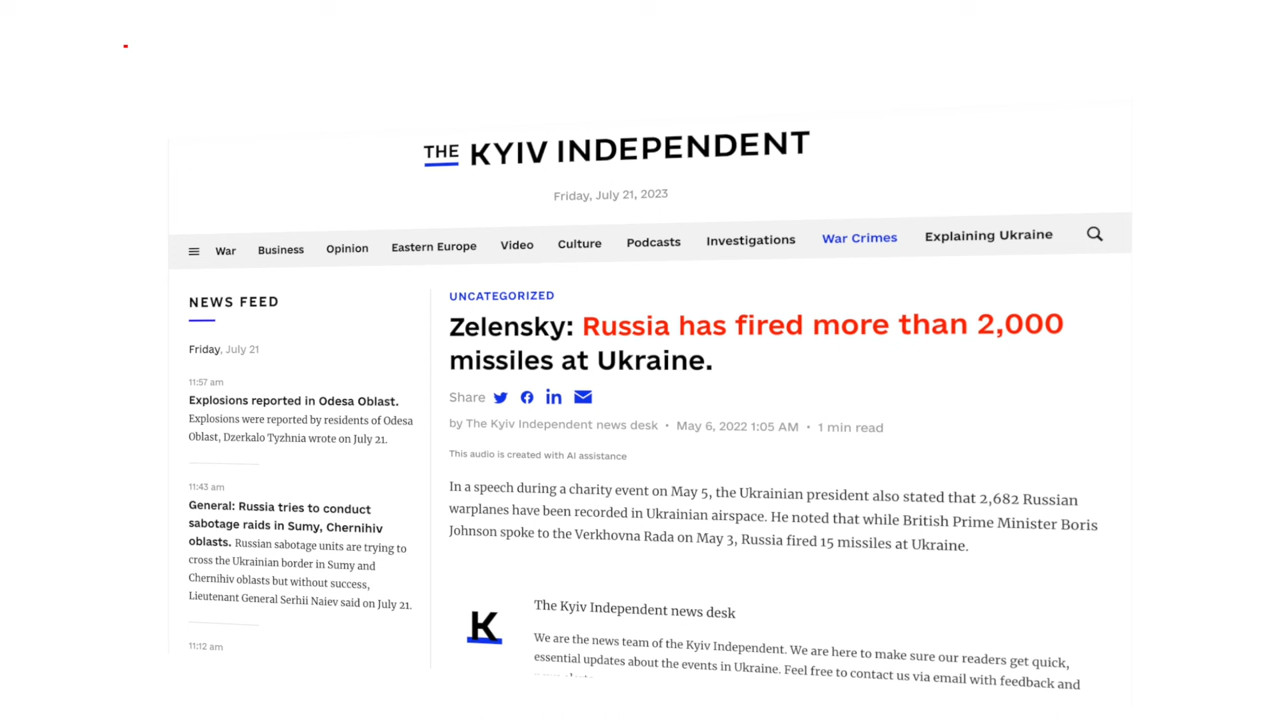 THE KYIV INDEPENDENT
Friday, July 21, 2023
War Business Opinion Eastern Europe Video Culture Podcasts Investigations War Crimes Explaining Ukraine
NEWS FEED
Friday, July 21
11:57 am
Explosions reported in Odesa Oblast.
Explosions were reported by residents of Odesa
Oblast, Dzerkalo Tyzhnia wrote on July 21.
11:43 am
General: Russia tries to conduct
sabotage raids in Sumy, Chernihiv
oblasts. Russian sabotage units are trying to
cross the Ukrainian border in Sumy and
Chernihiv oblasts but without success,
Lieutenant General Serhii Naiev said on July 21.
11:12 am
UNCATEGORIZED
Zelensky: Russia has fired more than 2,000
missiles at Ukraine.
Share
by The Kyiv Independent news desk • May 6, 2022 1:05 AM • 1 min read
This audio is created with AI assistance
In a speech during a charity event on May 5, the Ukrainian president also stated that 2,682 Russian
warplanes have been recorded in Ukrainian airspace. He noted that while British Prime Minister Boris
Johnson spoke to the Verkhovna Rada on May 3, Russia fired 15 missiles at Ukraine.
K
The Kyiv Independent news desk
We are the news team of the Kyiv Independent. We are here to make sure our readers get quick,
essential updates about the events in Ukraine. Feel free to contact us via email with feedback and